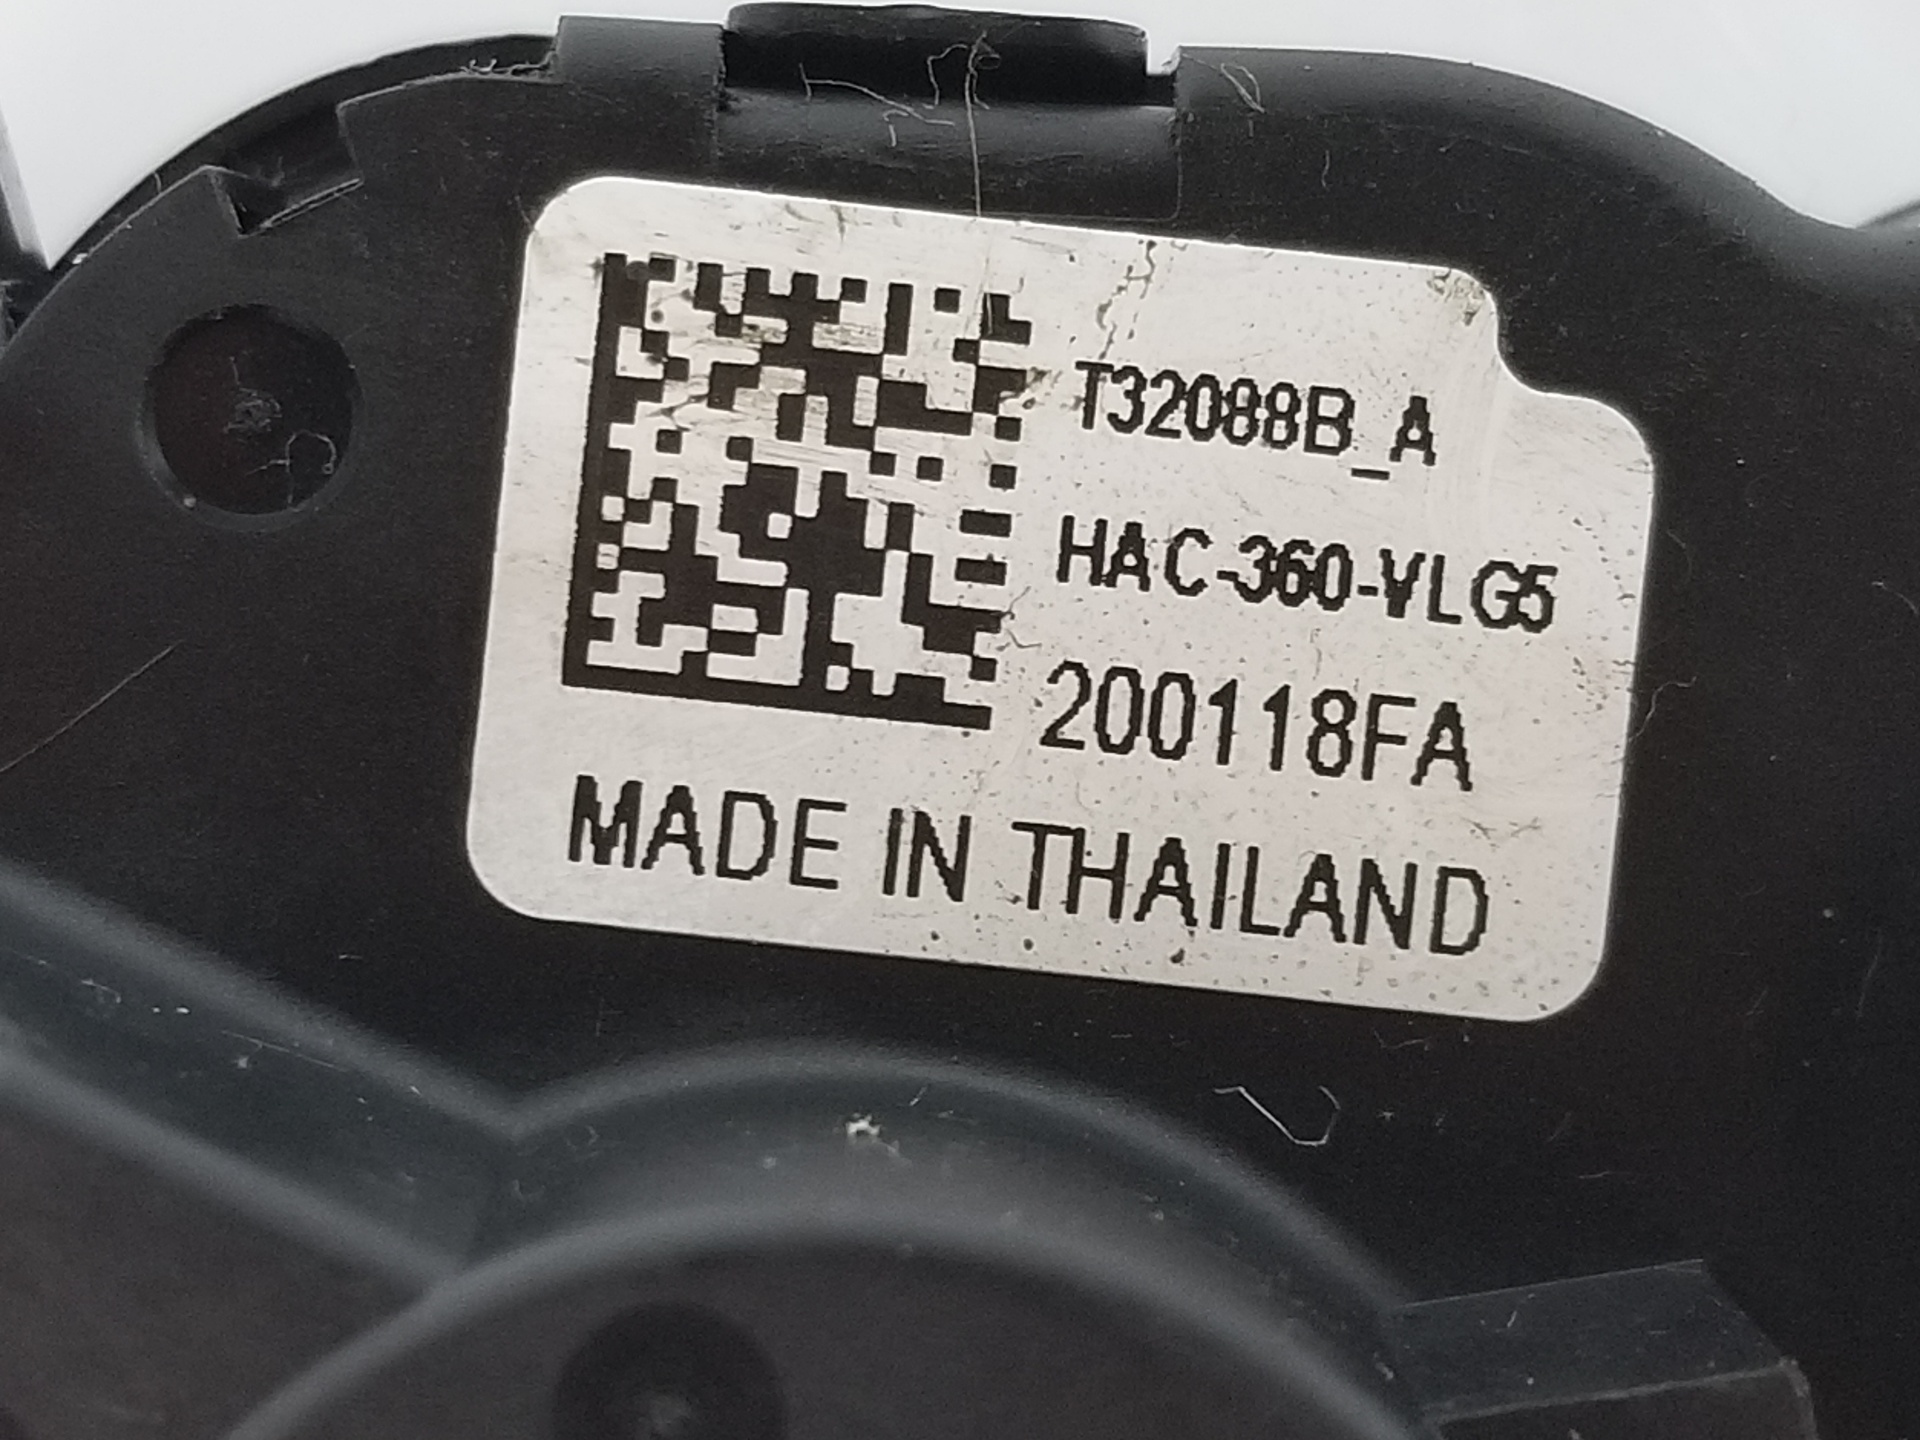 T32088B_A
HAC-360-VLG5
200118FA
MADE IN THAILAND